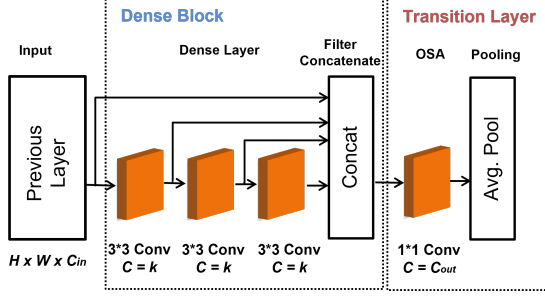 Dense Block
Transition Layer
Input
Dense Layer
Filter
Concatenate
OSA
Pooling
Previous
Layer
Concat
Avg. Pool
3*3 Conv
C = k
3*3 Conv
C = k
3*3 Conv
C = k
1*1 Conv
C = Cout
H x W x Cin